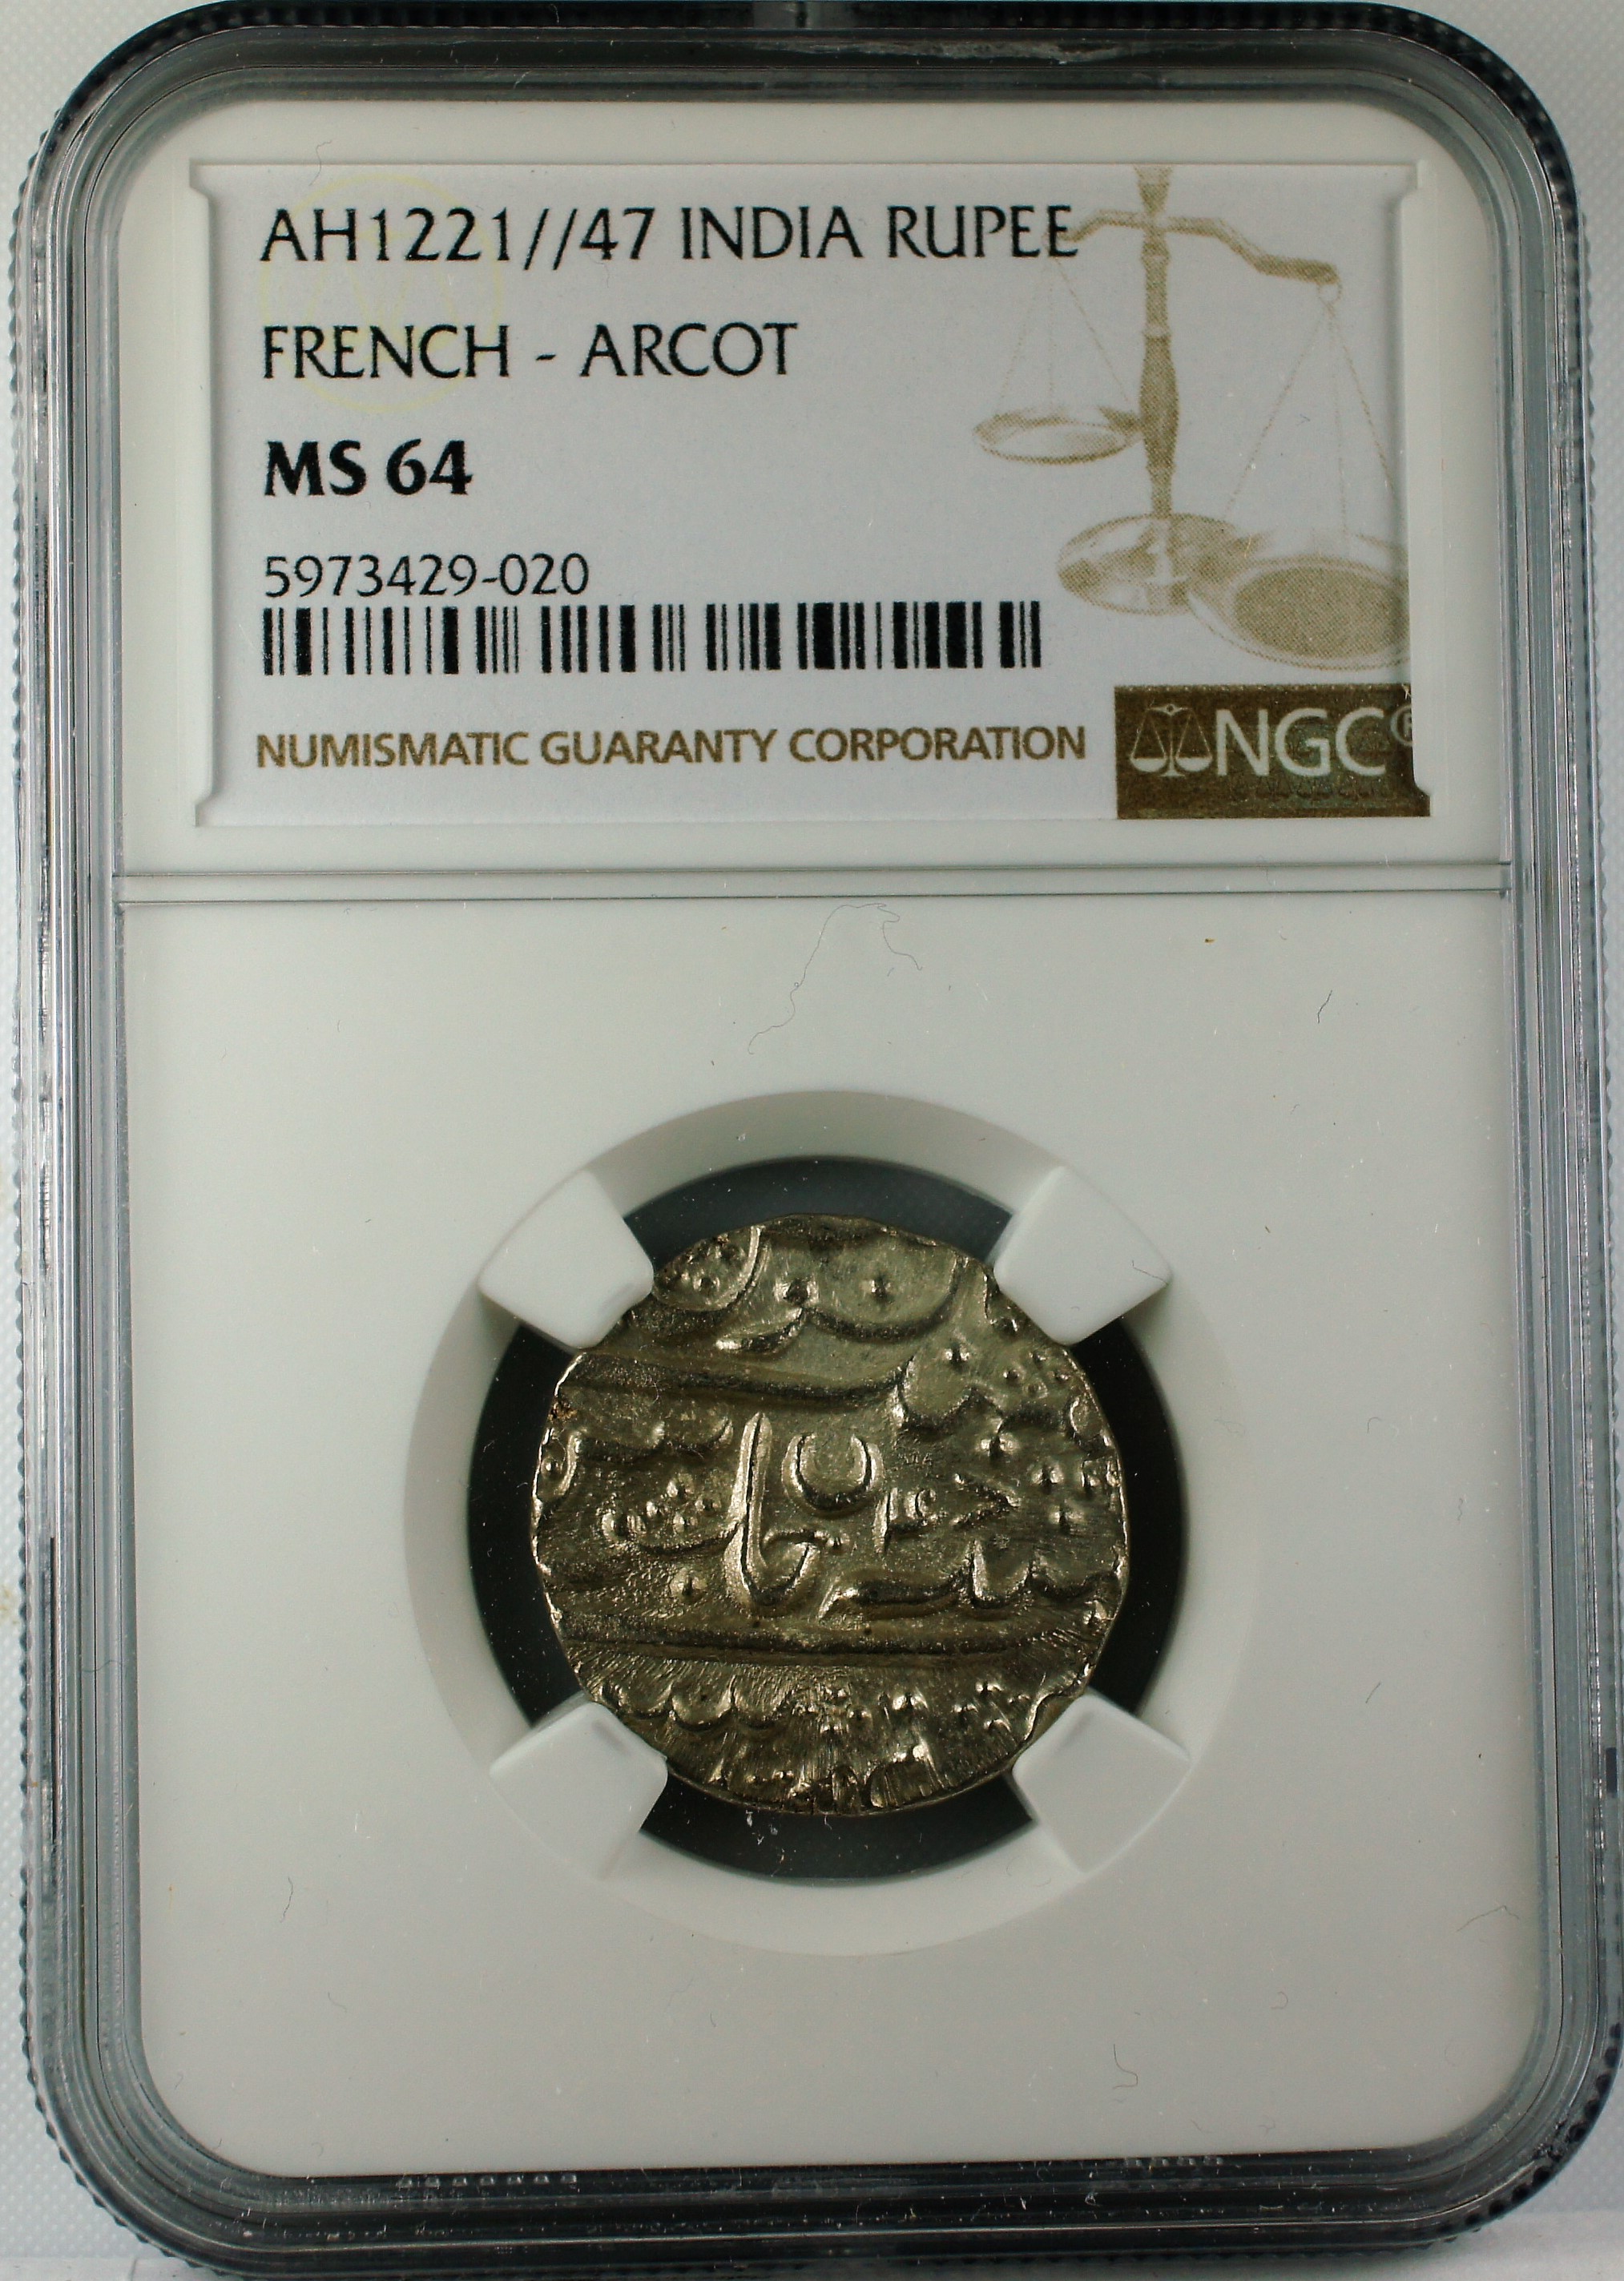 AH1221//47 INDIA RUPEE
FRENCH - ARCOT
MS 64
5973429-020
NUMISMATIC GUARANTY CORPORATION
NGC®